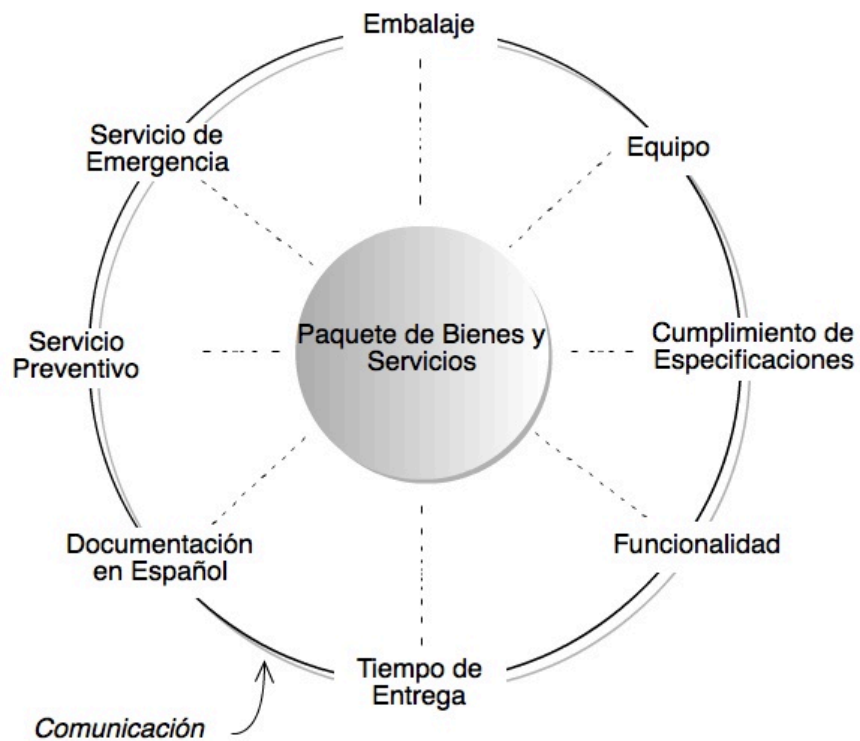 Embalaje
Servicio de
Emergencia
Equipo
Paquete de Bienes y
Servicios
Servicio
Preventivo
Cumplimiento de
Especificaciones
Documentación
en Español
Funcionalidad
Tiempo de
Entrega
Comunicación